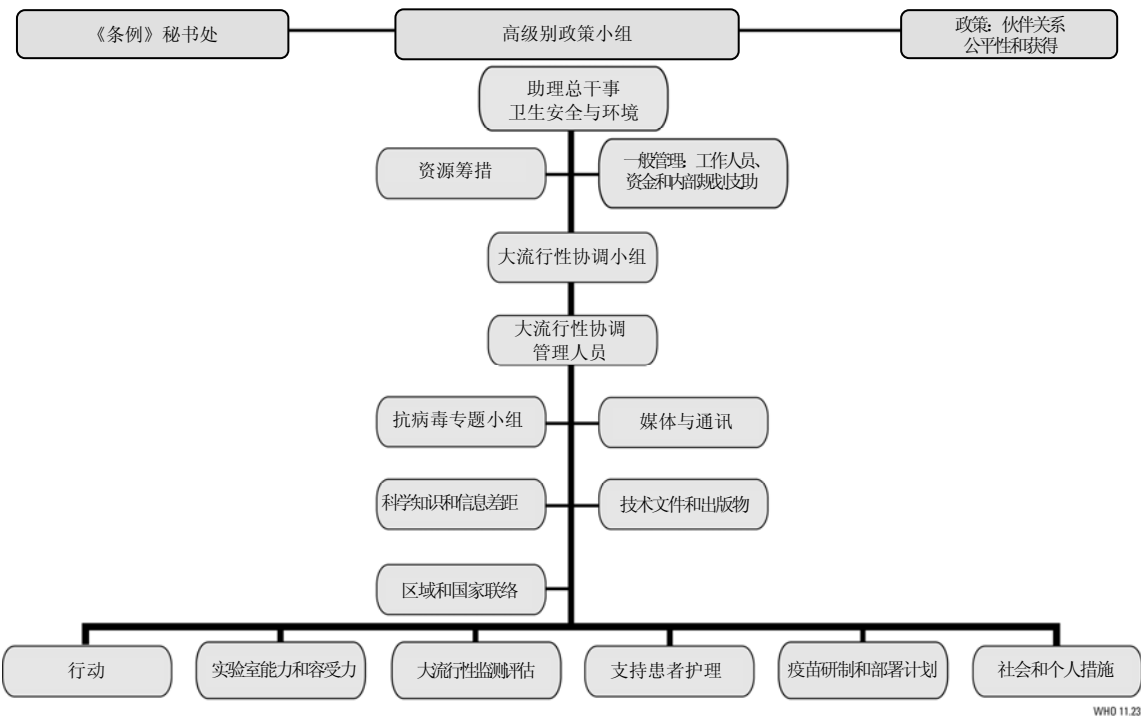 《条例》秘书处
高级别政策小组
政策：伙伴关系
公平性和获得
助理总干事
卫生安全与环境
资源筹措
一般管理：工作人员、
资金和内部规划支助
大流行性协调小组
大流行性协调
管理人员
抗病毒专题小组
媒体与通讯
科学知识和信息差距
技术文件和出版物
区域和国家联络
行动
实验室能力和容受力
大流行性监测评估
支持患者护理
疫苗研制和部署计划
社会和个人措施
WHO 11.23